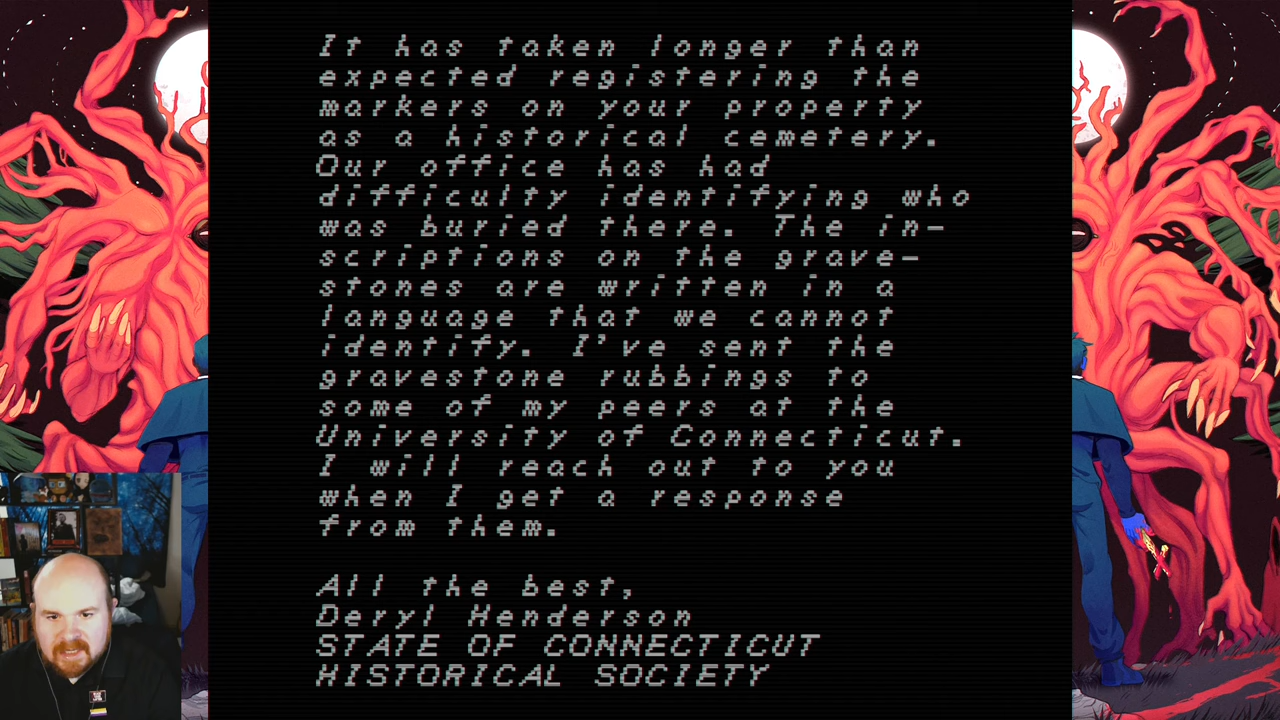 It has taken longer than
expected registering the
markers on your property
as a historical cemetery.
Our office has had
difficulty identifying who
was buried there. The in-
scriptions on the grave-
stones are written in a
language that we cannot
identify. I've sent the
gravestone rubbings to
some of my peers at the
University of Connecticut.
I will reach out to you
when I get a response
from them.
All the best,
Deryl Henderson
STATE OF CONNECTICUT
HISTORICAL SOCIETY